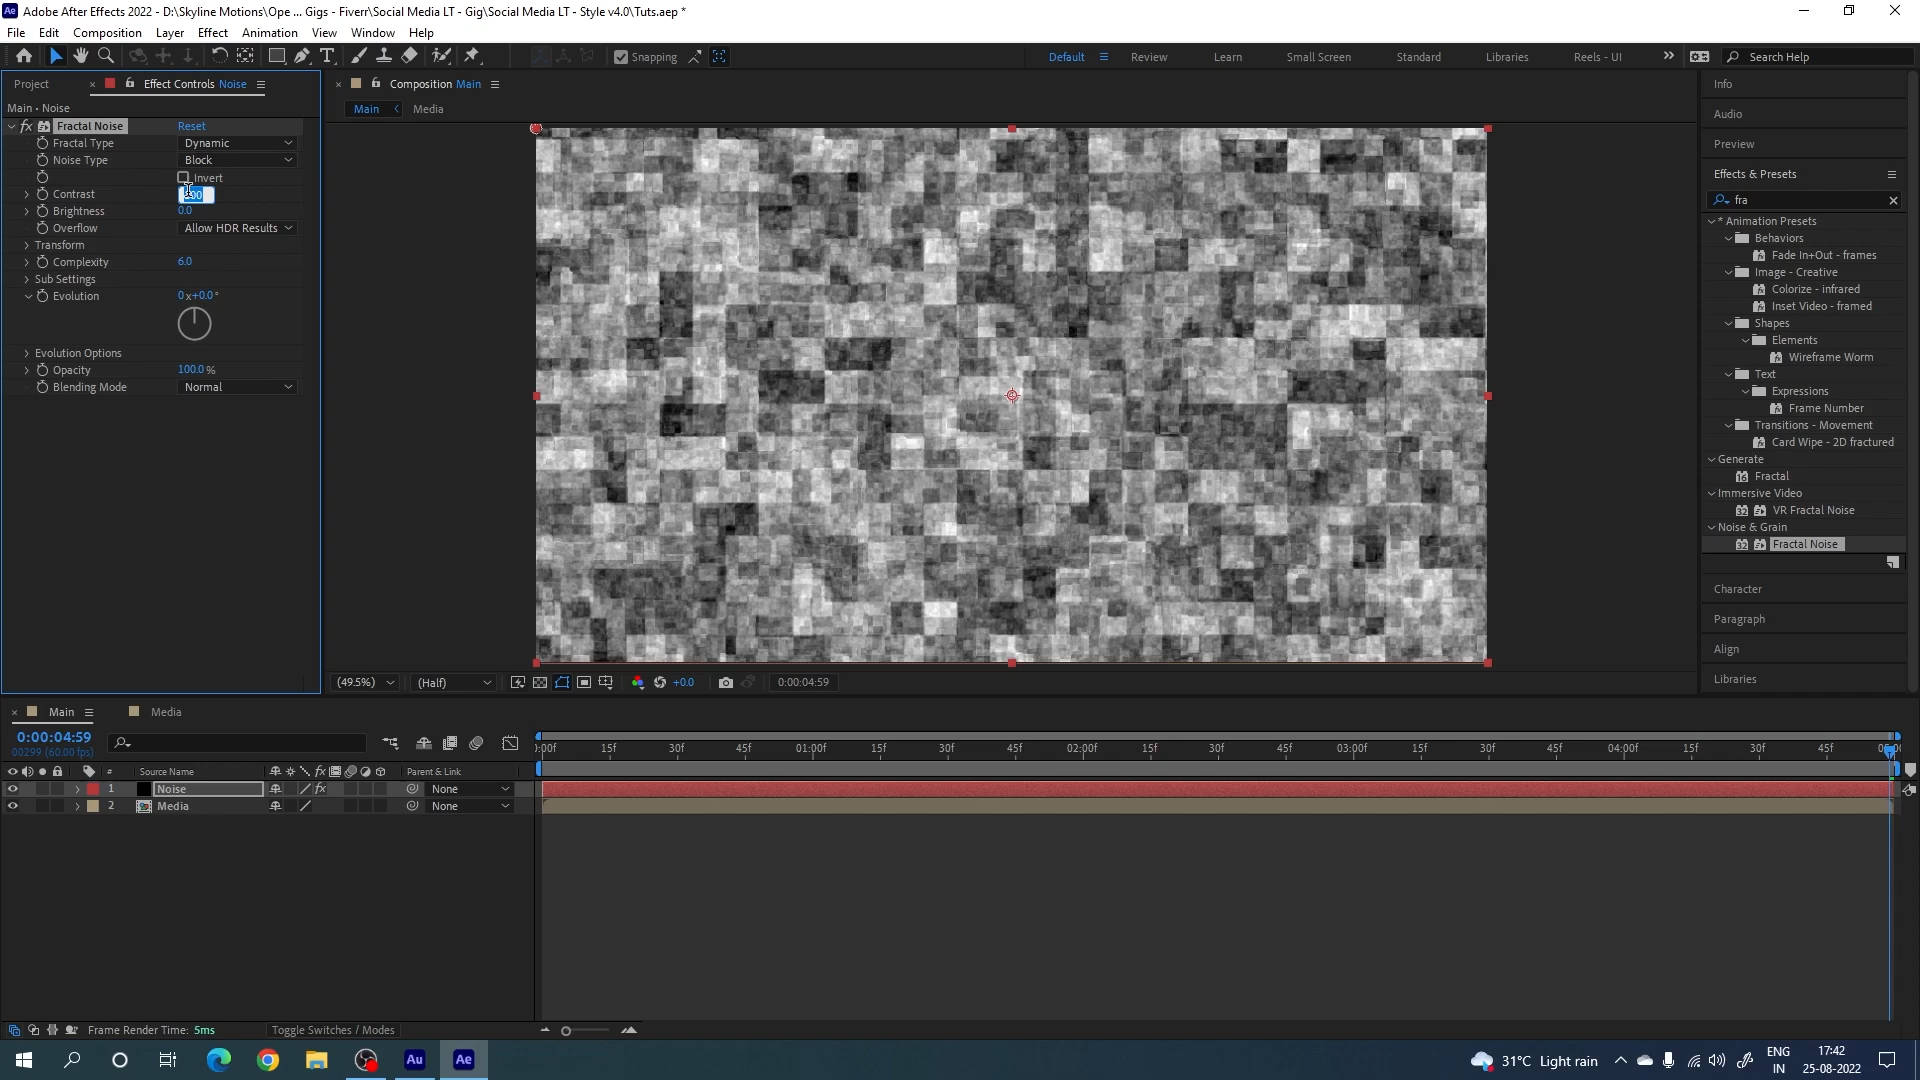 Adobe After Effects 2022 - D:\Skyline Motions\Ope ... Gigs - Fiverr\Social Media LT - Gig\Social Media LT - Style v4.0\Tuts.aep *
File Edit Composition Layer Effect Animation View Window Help
Snapping Default Review Learn Small Screen Standard Libraries Reels - UI Search Help
Project Effect Controls Noise
Main • Noise
fx Fractal Noise Reset
Fractal Type Dynamic
Noise Type Block
Invert
Contrast
Brightness 0.0
Overflow Allow HDR Results
Transform
Complexity 6.0
Sub Settings
Evolution 0x+0.0°
Evolution Options
Opacity 100.0 %
Blending Mode Normal
Composition Main
Main Media
(49.5%) (Half) +0.0 0:00:04:59
Info
Audio
Preview
Effects & Presets
fra
* Animation Presets
Behaviors
Fade In+Out - frames
Image - Creative
Colorize - infrared
Inset Video - framed
Shapes
Elements
Wireframe Worm
Text
Expressions
Frame Number
Transitions - Movement
Card Wipe - 2D fractured
Generate
16 Fractal
Immersive Video
32 VR Fractal Noise
Noise & Grain
32 Fractal Noise
Character
Paragraph
Align
Libraries
Main Media
0:00:04:59
00299 (60.00 fps)
:00f 15f 30f 45f 01:00f 15f 30f 45f 02:00f 15f 30f 45f 03:00f 15f 30f 45f 04:00f 15f 30f 45f
# Source Name fx Parent & Link
1 Noise fx None
2 Media None
Frame Render Time: 5ms Toggle Switches / Modes
Au Ae 31°C Light rain ENG IN 17:42 25-08-2022